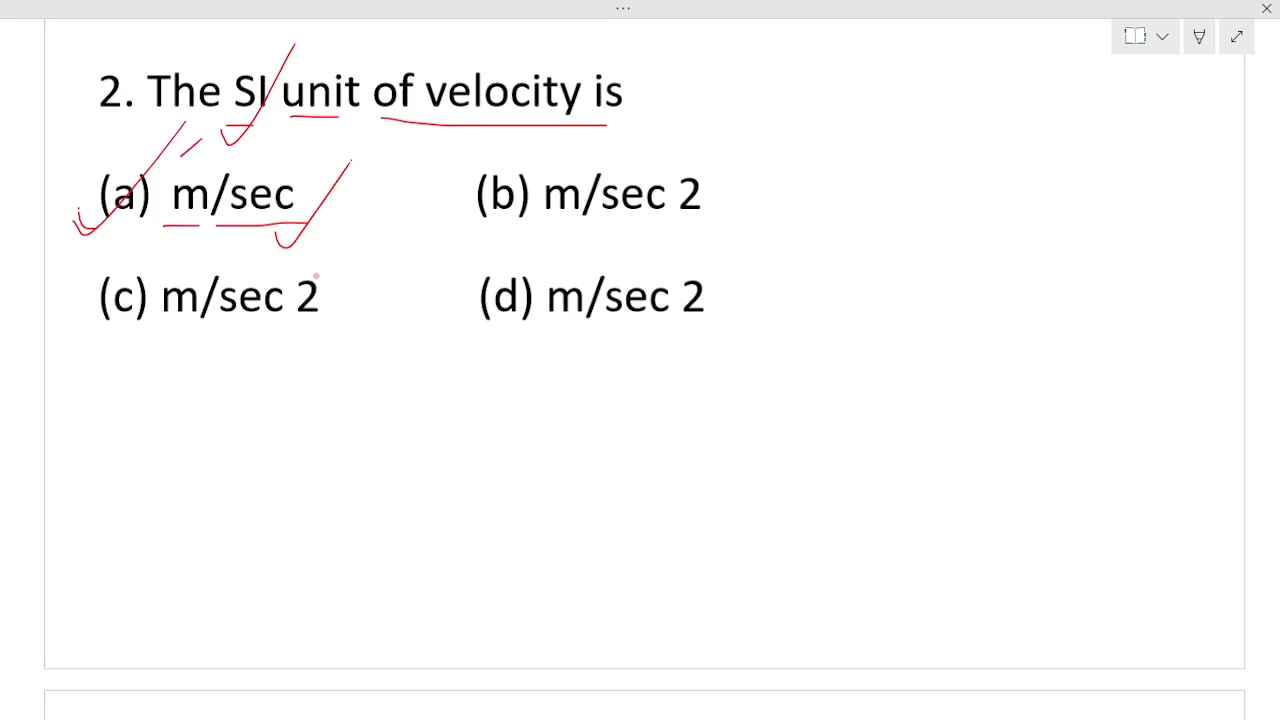 2. The SI unit of velocity is
(a) m/sec (b) m/sec 2
(c) m/sec 2 (d) m/sec 2